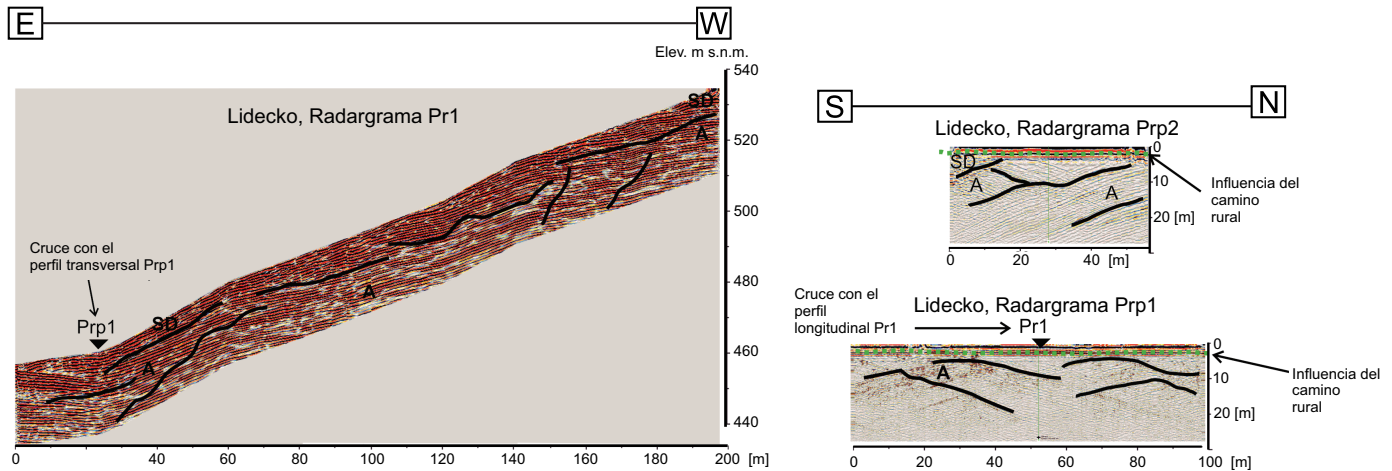 E
W
Elev. m s.n.m.
Lidecko, Radargrama Pr1
SD
A
Cruce con el
perfil transversal Prp1
Prp1
SD
A
A
540
520
500
480
460
440
0 20 40 60 80 100 120 140 160 180 200 [m]
S
N
Lidecko, Radargrama Prp2
SD
A
A
0
10
20 [m]
0 20 40 [m]
Influencia del
camino
rural
Cruce con el
perfil
longitudinal Pr1
Lidecko, Radargrama Prp1
Pr1
A
0
10
20 [m]
0 20 40 60 80 100
[m]
Influencia del
camino
rural